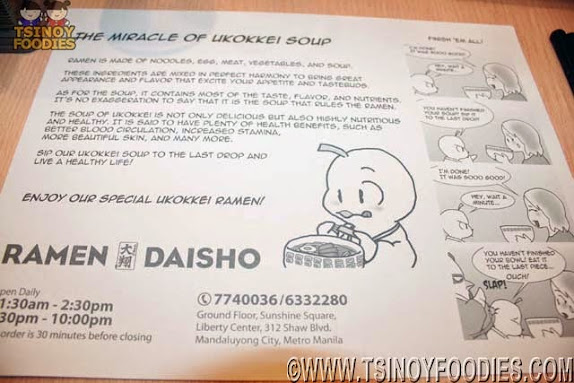 TSINOY
FOODIES
THE MIRACLE OF UKOKKEI SOUP
RAMEN IS MADE OF NOODLES, EGG, MEAT, VEGETABLES, AND SOUP.
THESE INGREDIENTS ARE MIXED IN PERFECT HARMONY TO BRING GREAT
APPEARANCE AND FLAVOR THAT EXCITE YOUR APPETITE AND TASTEBUDS.
AS FOR THE SOUP, IT CONTAINS MOST OF THE TASTE, FLAVOR, AND NUTRIENTS.
IT'S NO EXAGGERATION TO SAY THAT IT IS THE SOUP THAT RULES THE RAMEN.
THE SOUP OF UKOKKEI IS NOT ONLY DELICIOUS BUT ALSO HIGHLY NUTRITIOUS
AND HEALTHY. IT IS SAID TO HAVE PLENTY OF HEALTH BENEFITS, SUCH AS
BETTER BLOOD CIRCULATION, INCREASED STAMINA,
MORE BEAUTIFUL SKIN, AND MANY MORE.
SIP OUR UKOKKEI SOUP TO THE LAST DROP AND
LIVE A HEALTHY LIFE!
ENJOY OUR SPECIAL UKOKKEI RAMEN!
RAMEN 大翔 DAISHO
Open Daily
1:30am - 2:30pm
30pm - 10:00pm
order is 30 minutes before closing
7740036/6332280
Ground Floor, Sunshine Square,
Liberty Center, 312 Shaw Blvd.
Mandaluyong City, Metro Manila
FINISH 'EM ALL!
I'M DONE!
IT WAS SOOO GOOD!
HEY, WAIT A
MINUTE...
YOU HAVEN'T FINISHED
YOUR SOUP! SIP IT
TO THE LAST DROP!
I'M DONE!
IT WAS SOOO GOOD!
HEY, WAIT A
MINUTE...
YOU HAVEN'T FINISHED
YOUR BOWL! EAT IT
TO THE LAST PIECE...
OUCH!
SLAP!
©WWW.TSINOYFOODIES.COM